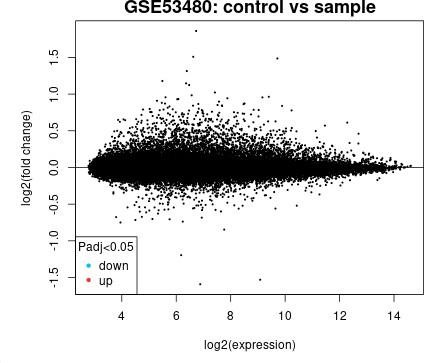 GSE53480: control vs sample
log2(fold change)
1.5
1.0
0.5
0.0
-0.5
-1.0
-1.5
Padj<0.05
down
up
4 6 8 10 12 14
log2(expression)